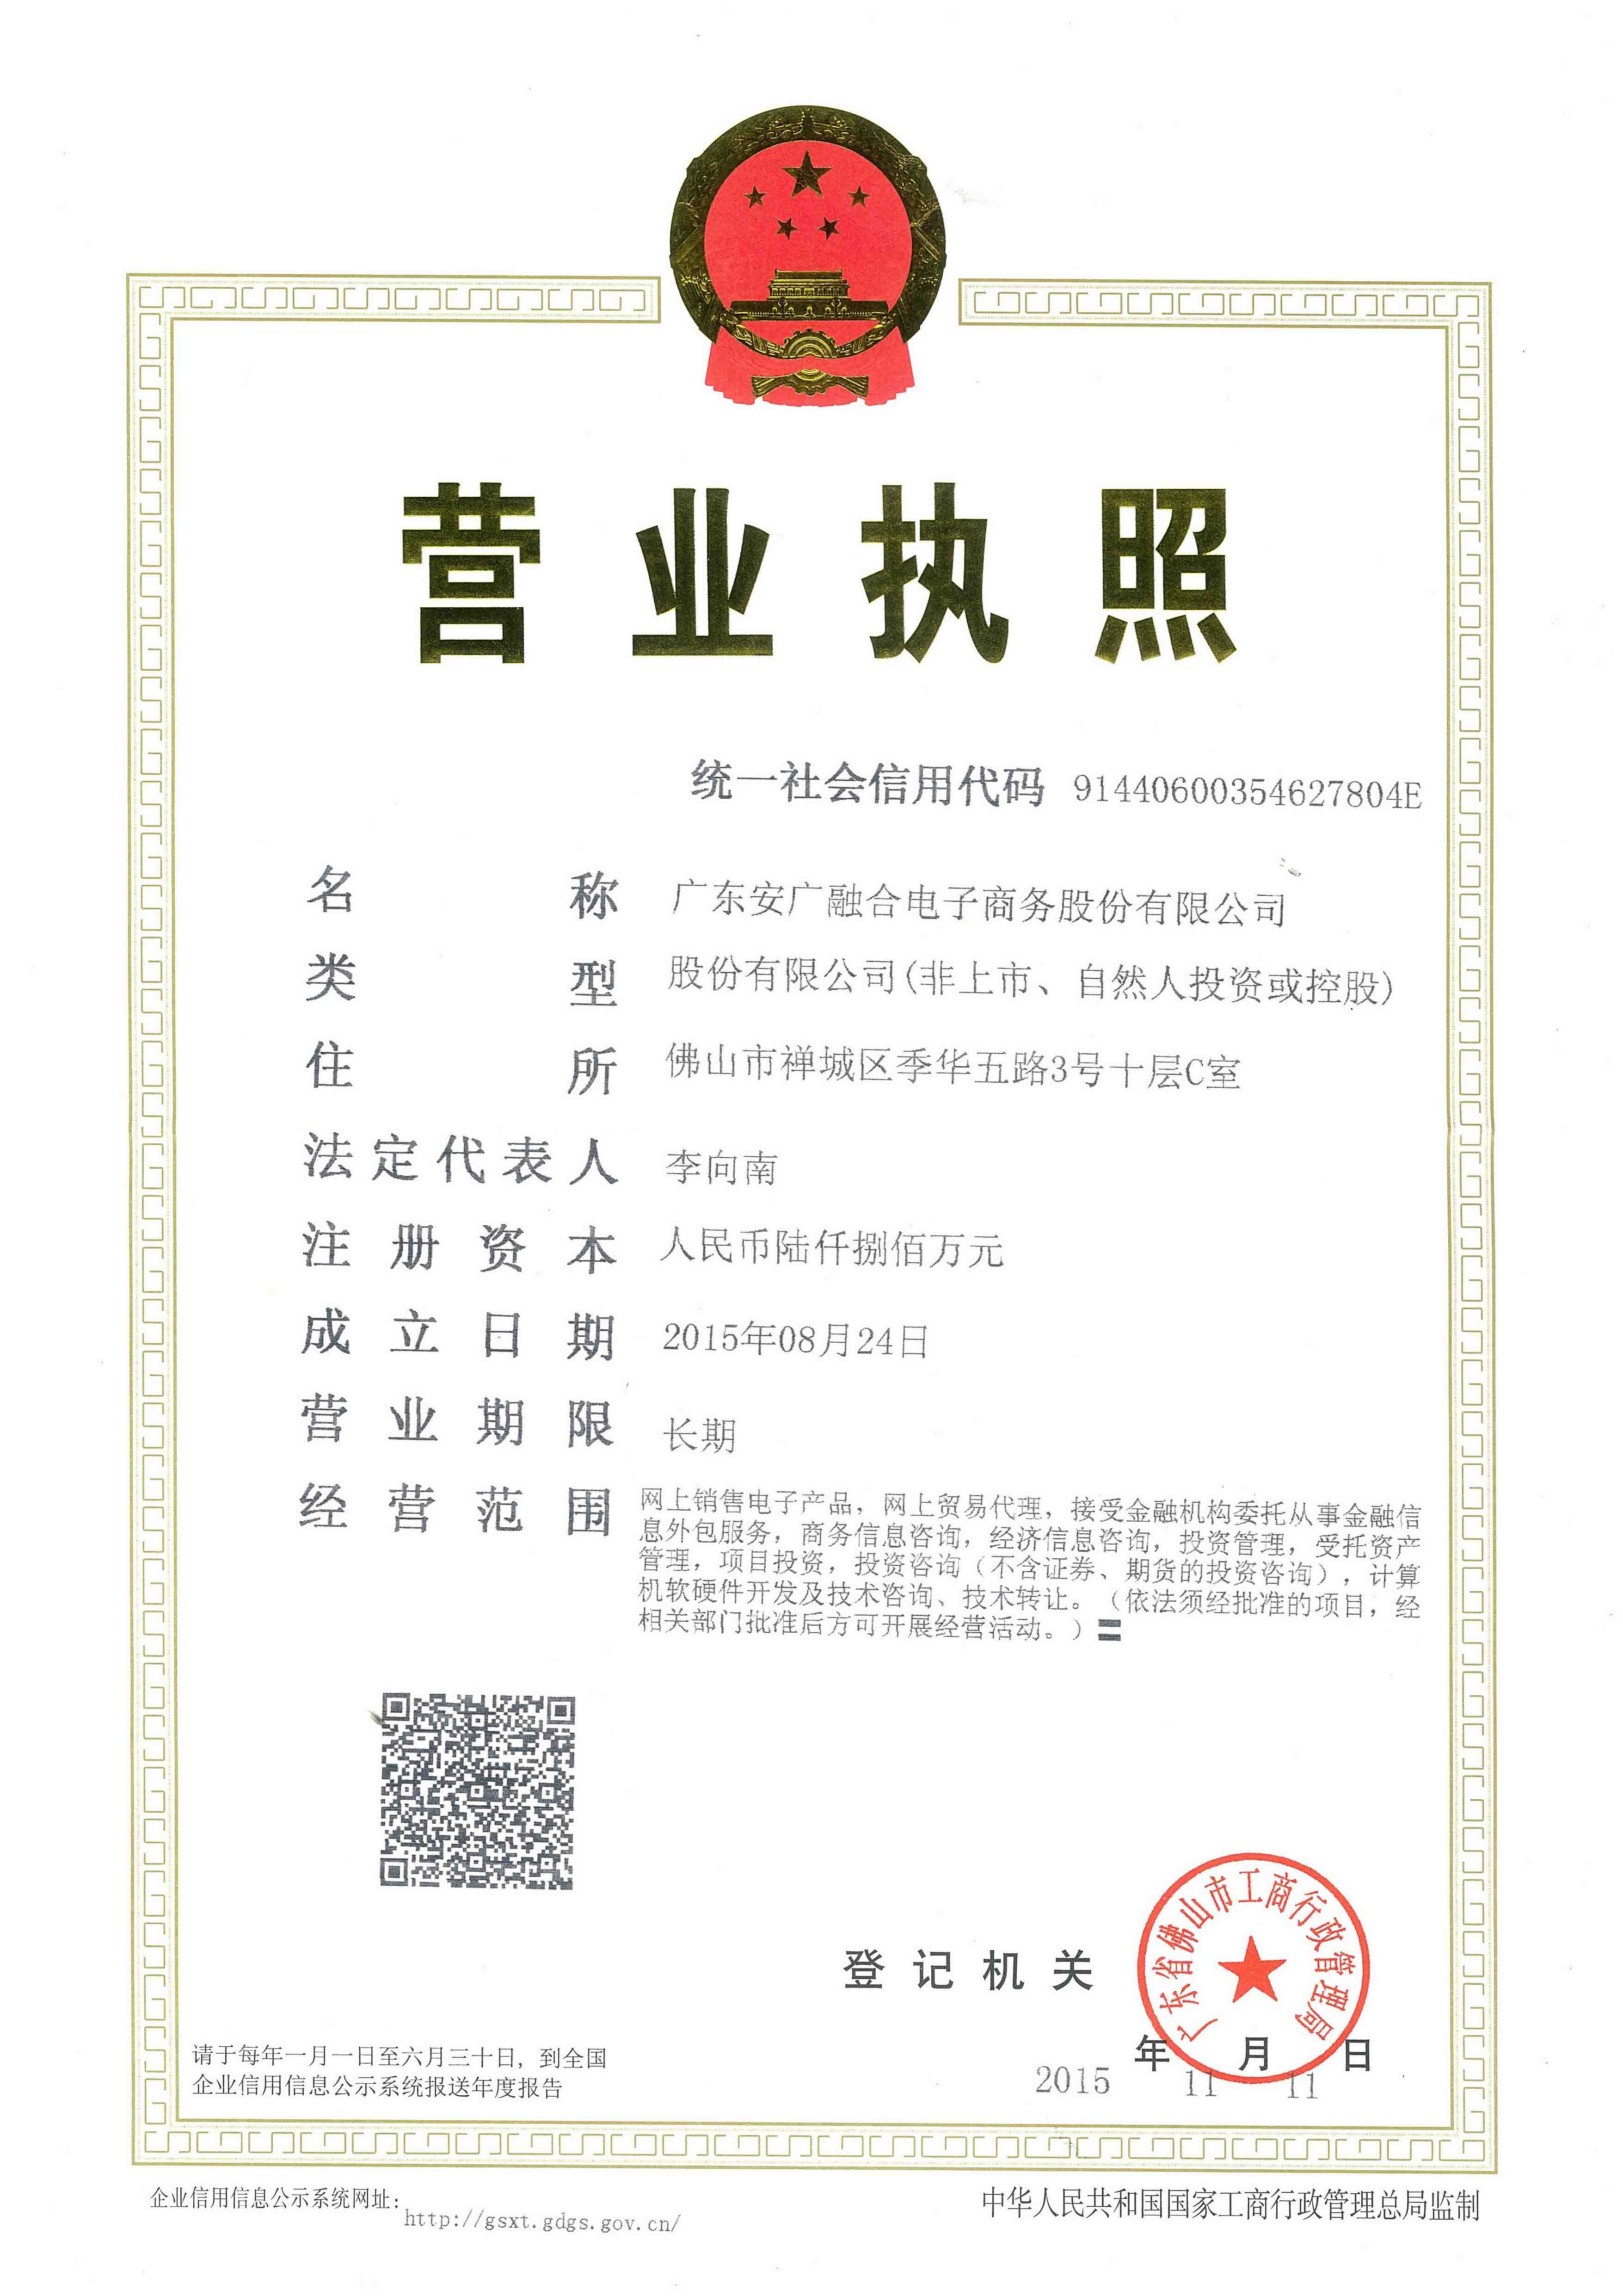 营业执照
统一社会信用代码 91440600354627804E
名称 广东安广融合电子商务股份有限公司
类型 股份有限公司(非上市、自然人投资或控股)
住所 佛山市禅城区季华五路3号十层C室
法定代表人 李向南
注册资本 人民币陆仟捌佰万元
成立日期 2015年08月24日
营业期限 长期
经营范围 网上销售电子产品，网上贸易代理，接受金融机构委托从事金融信
息外包服务，商务信息咨询，经济信息咨询，投资管理，受托资产
管理，项目投资，投资咨询（不含证券、期货的投资咨询），计算
机软硬件开发及技术咨询、技术转让。（依法须经批准的项目，经
相关部门批准后方可开展经营活动。）
登记机关
广东省佛山市工商行政管理局
2015年11月11日
请于每年一月一日至六月三十日，到全国
企业信用信息公示系统报送年度报告
企业信用信息公示系统网址：http://gsxt.gdgs.gov.cn/
中华人民共和国国家工商行政管理总局监制